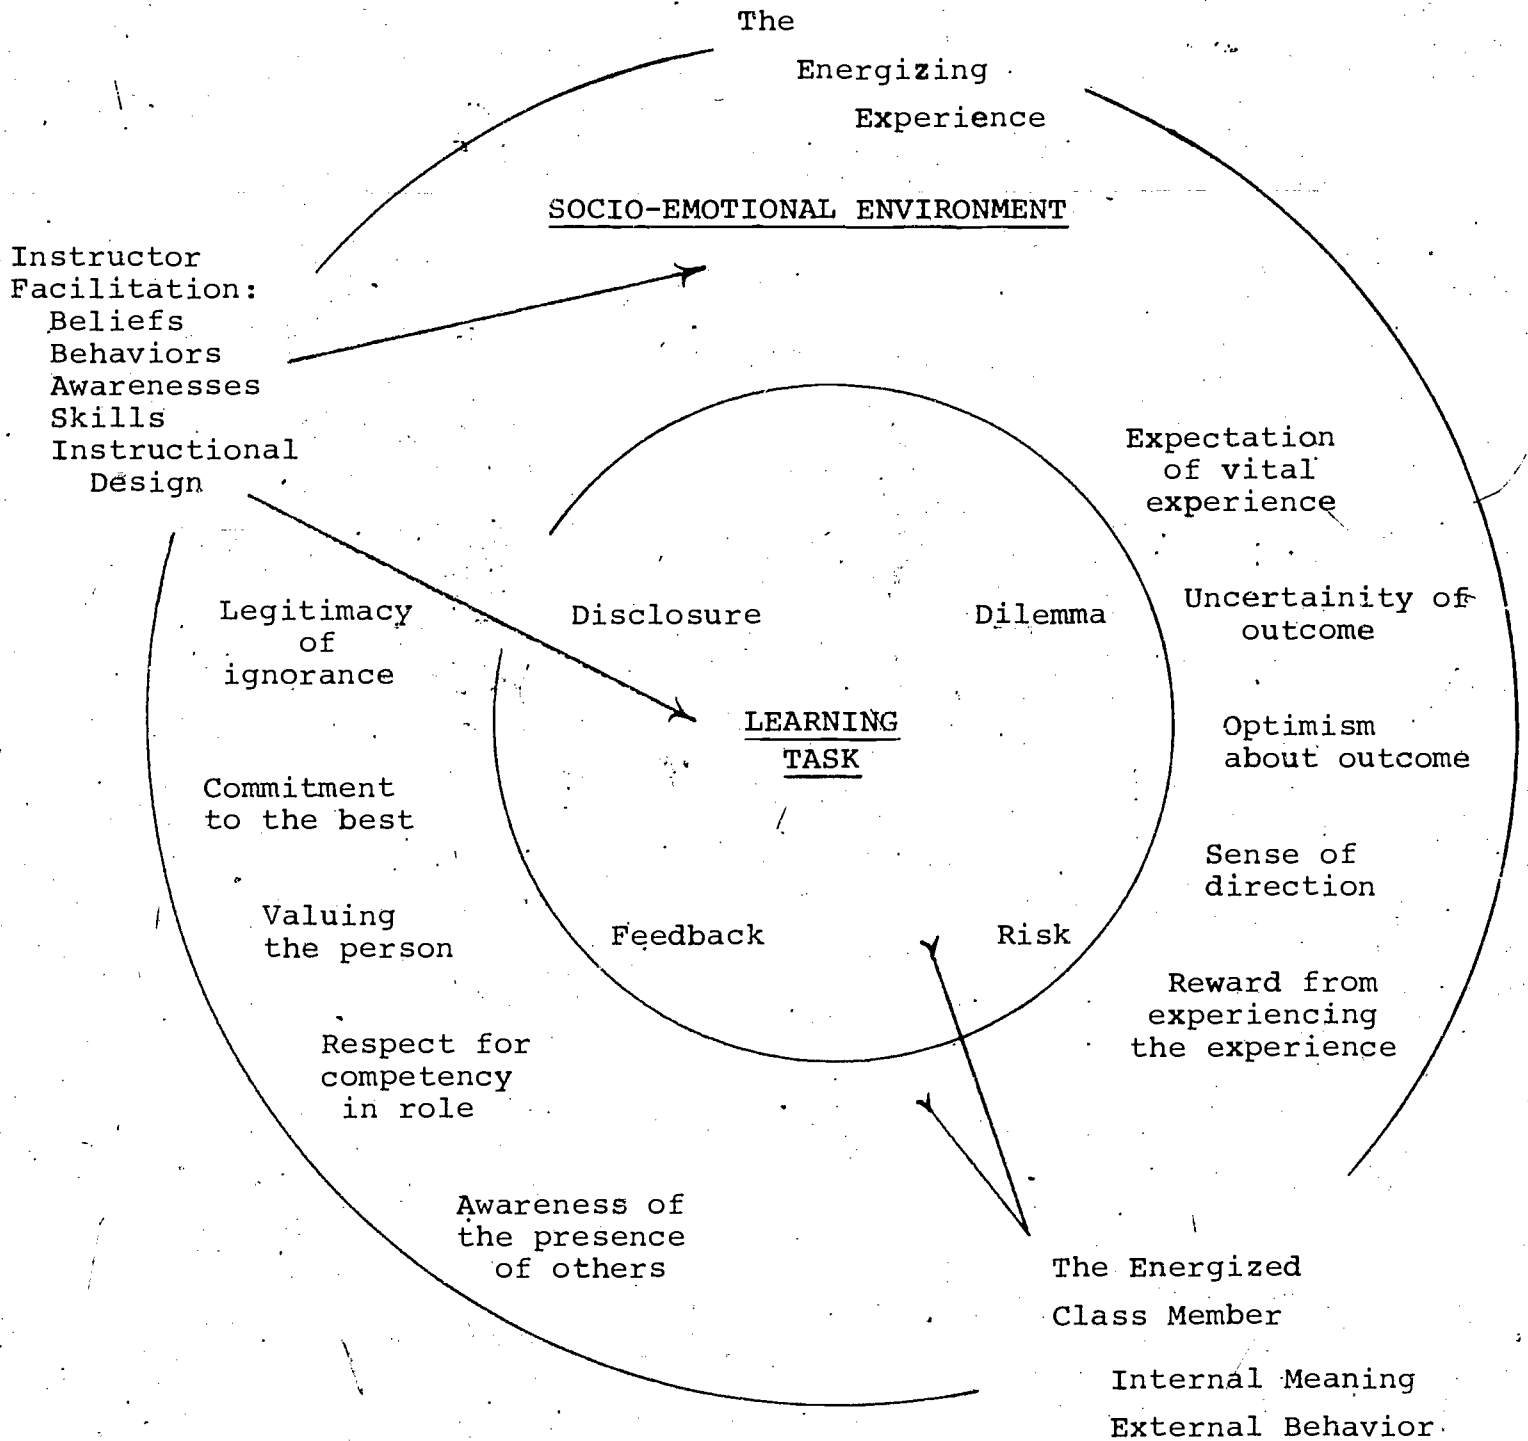 The
Energizing
Experience
SOCIO-EMOTIONAL ENVIRONMENT
Instructor
Facilitation:
Beliefs
Behaviors
Awarenesses
Skills
Instructional
Design
Expectation
of vital
experience
Legitimacy
of
ignorance
Disclosure
Dilemma
Uncertainity of
outcome
LEARNING
TASK
Optimism
about outcome
Commitment
to the best
Sense of
direction
Valuing
the person
Feedback
Risk
Reward from
experiencing
the experience
Respect for
competency
in role
Awareness of
the presence
of others
The Energized
Class Member
Internal Meaning
External Behavior